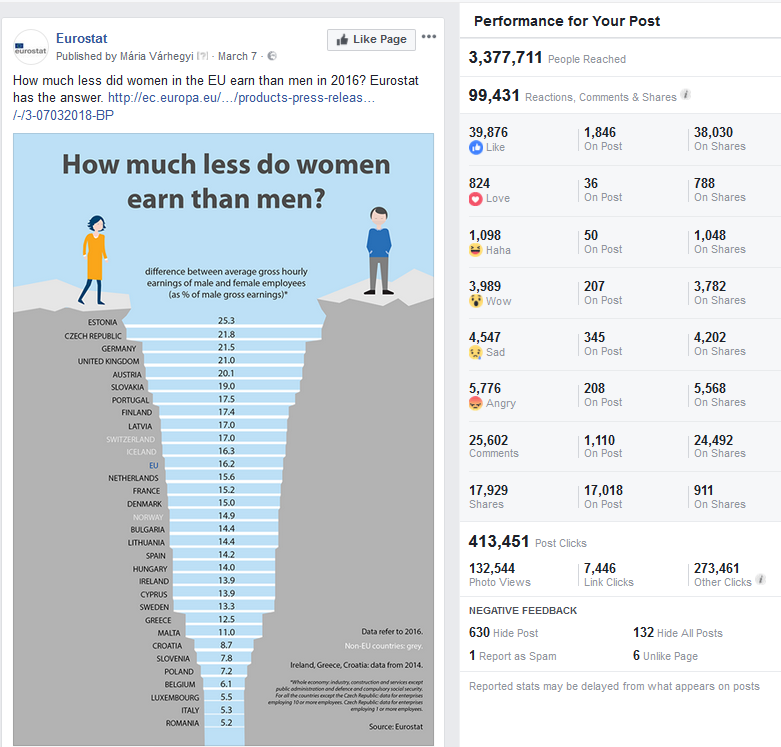 eurostat
Eurostat
Published by Mária Várhegyi [?] · March 7 ·
Like Page
How much less did women in the EU earn than men in 2016? Eurostat
has the answer. http://ec.europa.eu/…/products-press-releas…
/-/3-07032018-BP
How much less do women
earn than men?
difference between average gross hourly
earnings of male and female employees
(as % of male gross earnings)*
ESTONIA 25.3
CZECH REPUBLIC 21.8
GERMANY 21.5
UNITED KINGDOM 21.0
AUSTRIA 20.1
SLOVAKIA 19.0
PORTUGAL 17.5
FINLAND 17.4
LATVIA 17.0
SWITZERLAND 17.0
ICELAND 16.3
EU 16.2
NETHERLANDS 15.6
FRANCE 15.2
DENMARK 15.0
NORWAY 14.9
BULGARIA 14.4
LITHUANIA 14.4
SPAIN 14.2
HUNGARY 14.0
IRELAND 13.9
CYPRUS 13.9
SWEDEN 13.3
GREECE 12.5
MALTA 11.0
CROATIA 8.7
SLOVENIA 7.8
POLAND 7.2
BELGIUM 6.1
LUXEMBOURG 5.5
ITALY 5.3
ROMANIA 5.2
Data refer to 2016.
Non-EU countries: grey.
Ireland, Greece, Croatia: data from 2014.
*Whole economy: industry, construction and services except
public administration and defence and compulsory social security.
For all the countries except the Czech Republic: data for enterprises
employing 10 or more employees. Czech Republic: data for enterprises
employing 1 or more employees.
Source: Eurostat
Performance for Your Post
3,377,711 People Reached
99,431 Reactions, Comments & Shares
39,876 1,846 38,030
Like On Post On Shares
824 36 788
Love On Post On Shares
1,098 50 1,048
Haha On Post On Shares
3,989 207 3,782
Wow On Post On Shares
4,547 345 4,202
Sad On Post On Shares
5,776 208 5,568
Angry On Post On Shares
25,602 1,110 24,492
Comments On Post On Shares
17,929 17,018 911
Shares On Post On Shares
413,451 Post Clicks
132,544 7,446 273,461
Photo Views Link Clicks Other Clicks
NEGATIVE FEEDBACK
630 Hide Post 132 Hide All Posts
1 Report as Spam 6 Unlike Page
Reported stats may be delayed from what appears on posts